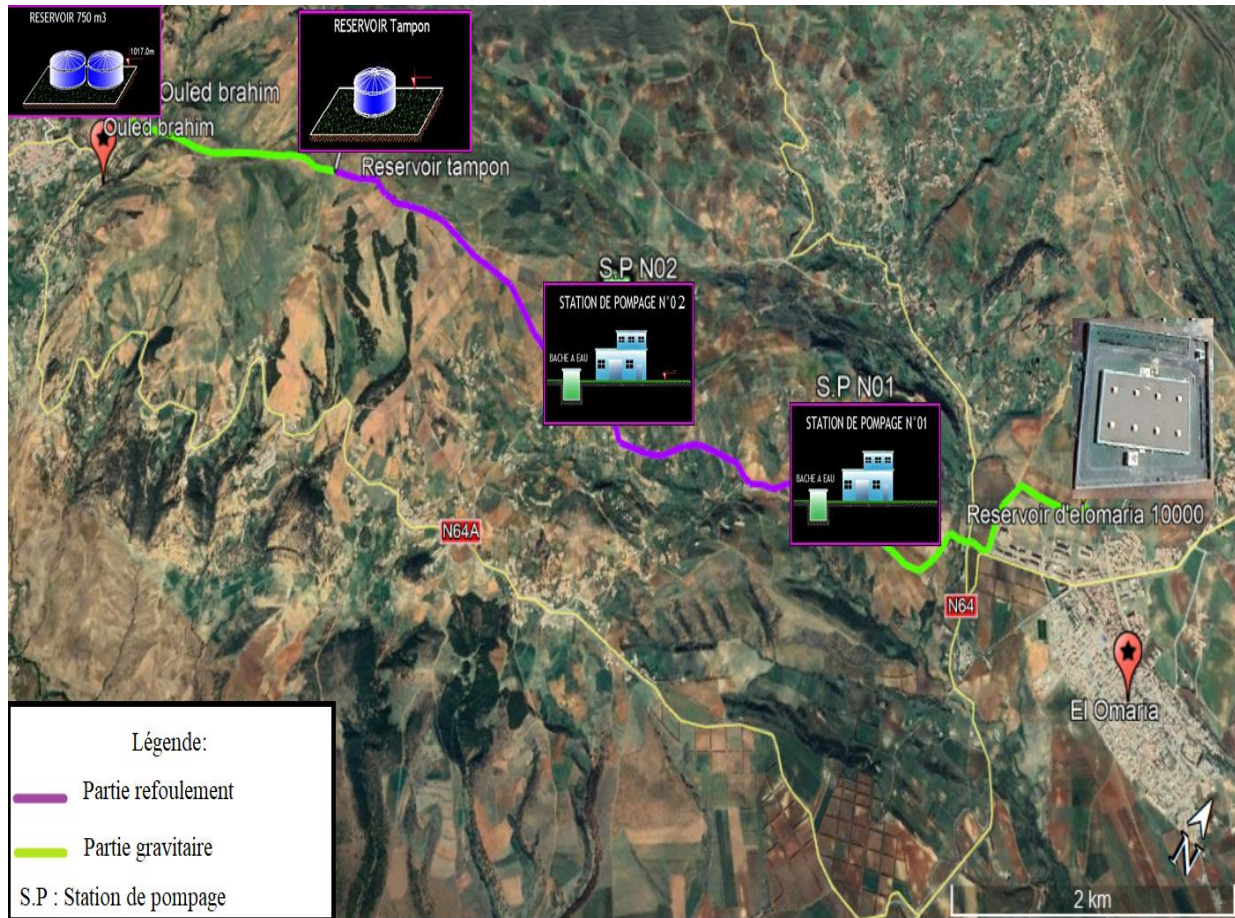 RESERVOIR 750 m3
1017.0m
Ouled brahim
Ouled brahim
RESERVOIR Tampon
Reservoir tampon
S.P N02
STATION DE POMPAGE N°02
BACHE A EAU
S.P N01
STATION DE POMPAGE N°01
BACHE A EAU
Reservoir d'elomaria 10000
N64A
N64
El Omaria
Légende:
Partie refoulement
Partie gravitaire
S.P : Station de pompage
N
2 km